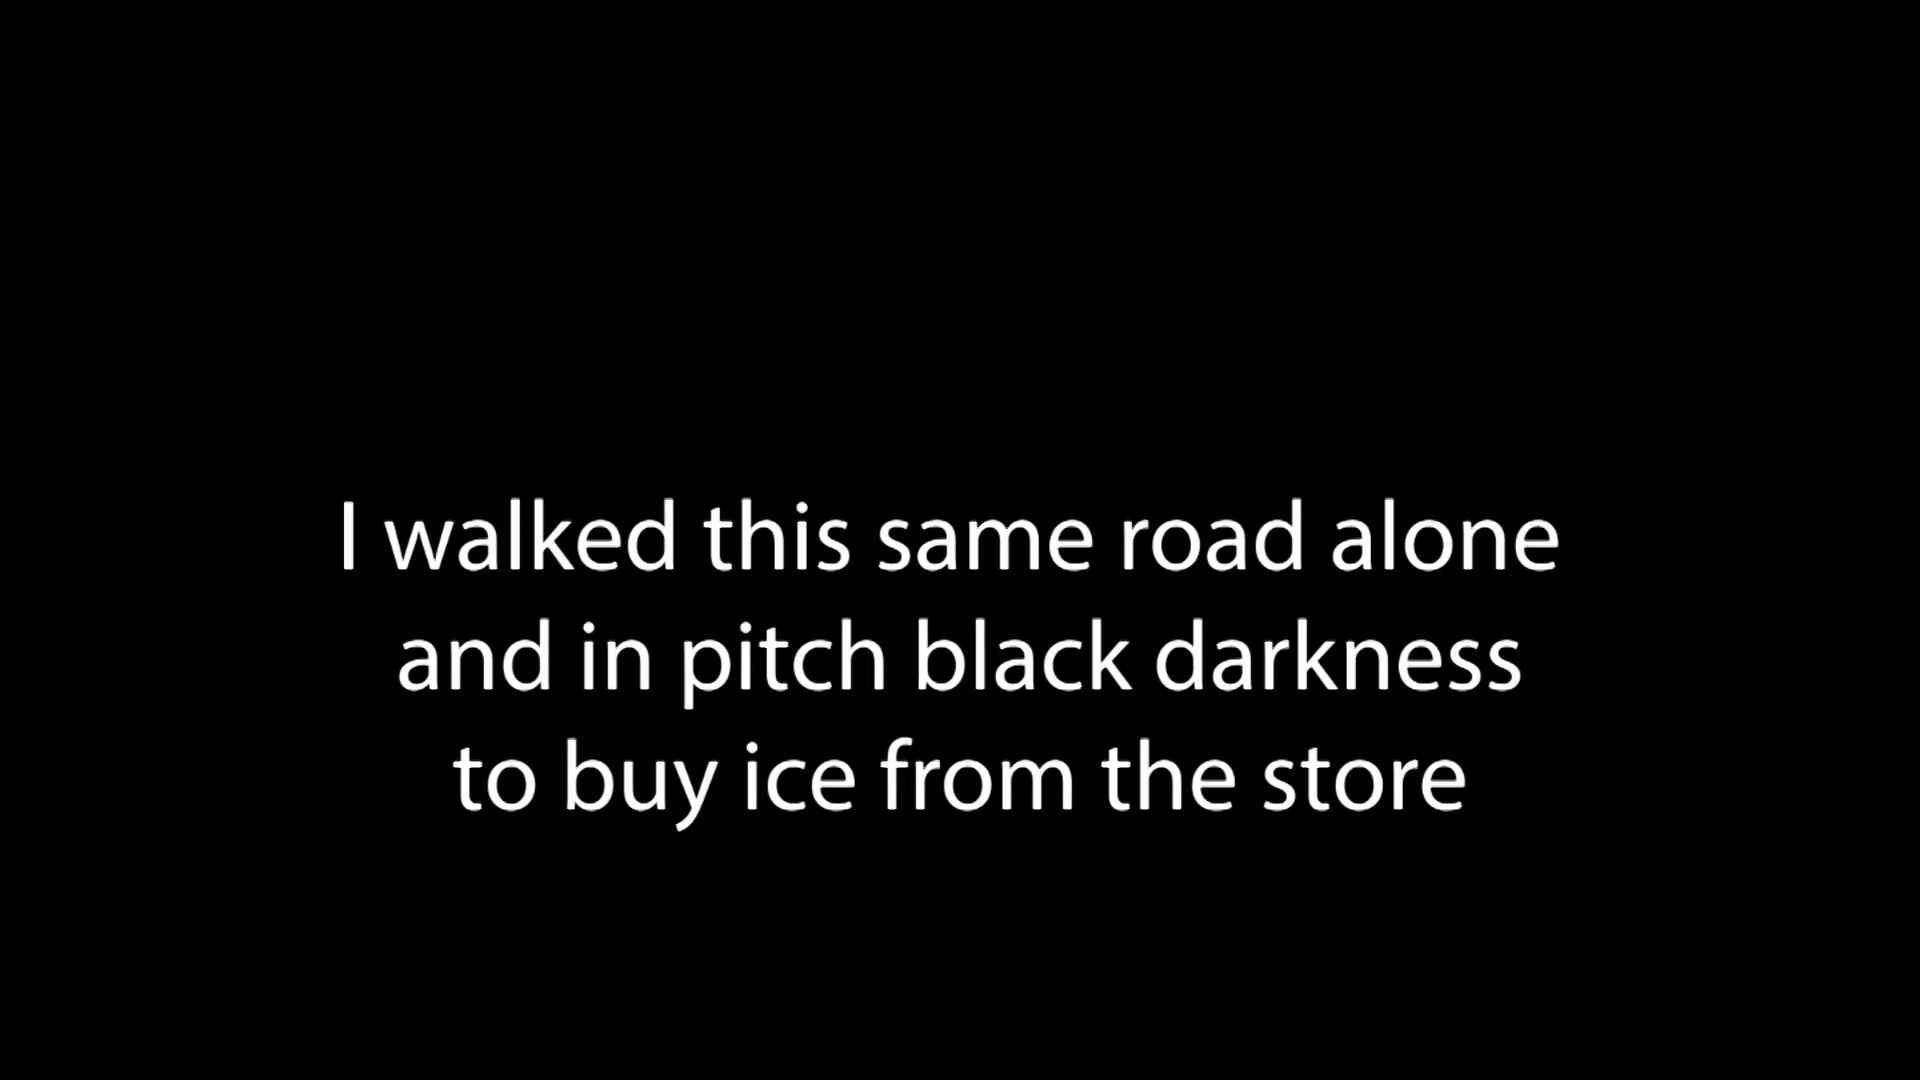 I walked this same road alone
and in pitch black darkness
to buy ice from the store